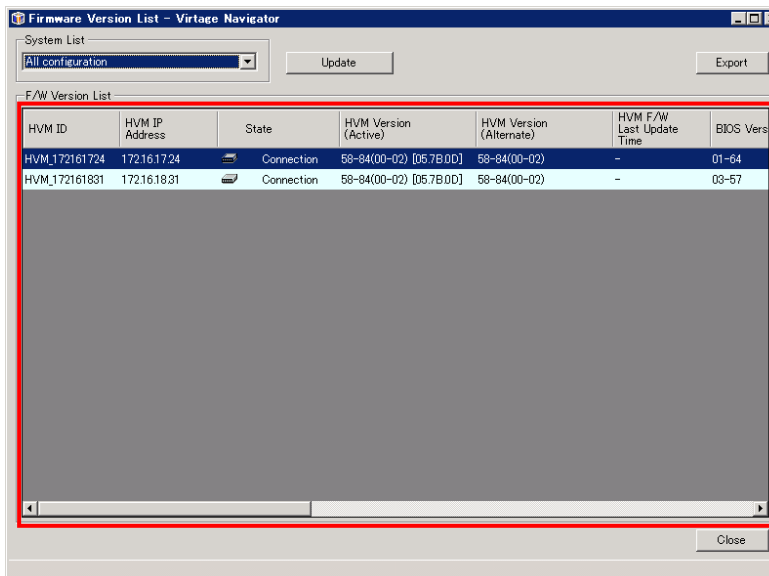 Firmware Version List - Virtage Navigator
System List
All configuration
Update
Export
F/W Version List
HVM ID
HVM IP
Address
State
HVM Version
(Active)
HVM Version
(Alternate)
HVM F/W
Last Update
Time
BIOS Vers
HVM_172161724 172.16.17.24 Connection 58-84(00-02) [05.7B.0D] 58-84(00-02) - 01-64
HVM_172161831 172.16.18.31 Connection 58-84(00-02) [05.7B.0D] 58-84(00-02) - 03-57
Close